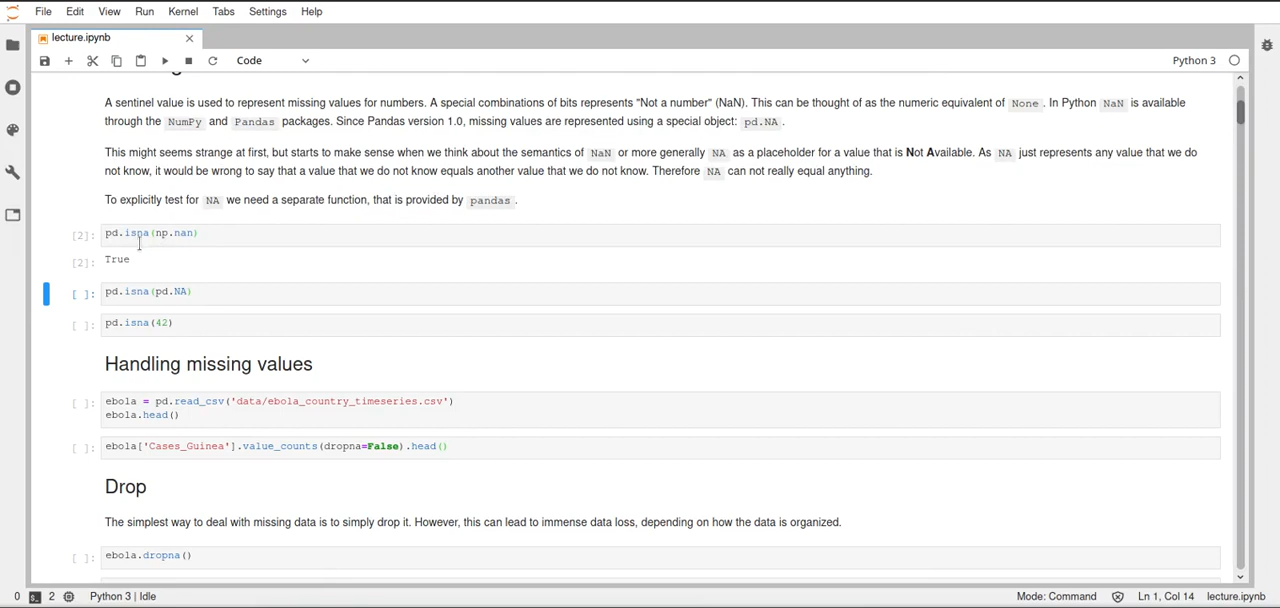 File Edit View Run Kernel Tabs Settings Help
lecture.ipynb
Code
Python 3
A sentinel value is used to represent missing values for numbers. A special combinations of bits represents "Not a number" (NaN). This can be thought of as the numeric equivalent of None. In Python NaN is available
through the NumPy and Pandas packages. Since Pandas version 1.0, missing values are represented using a special object: pd.NA.
This might seems strange at first, but starts to make sense when we think about the semantics of NaN or more generally NA as a placeholder for a value that is Not Available. As NA just represents any value that we do
not know, it would be wrong to say that a value that we do not know equals another value that we do not know. Therefore NA can not really equal anything.
To explicitly test for NA we need a separate function, that is provided by pandas.
[2]: pd.isna(np.nan)
[2]: True
[ ]: pd.isna(pd.NA)
[ ]: pd.isna(42)
Handling missing values
[ ]: ebola = pd.read_csv('data/ebola_country_timeseries.csv')
ebola.head()
[ ]: ebola['Cases_Guinea'].value_counts(dropna=False).head()
Drop
The simplest way to deal with missing data is to simply drop it. However, this can lead to immense data loss, depending on how the data is organized.
[ ]: ebola.dropna()
0 2 Python 3 | Idle Mode: Command Ln 1, Col 14 lecture.ipynb